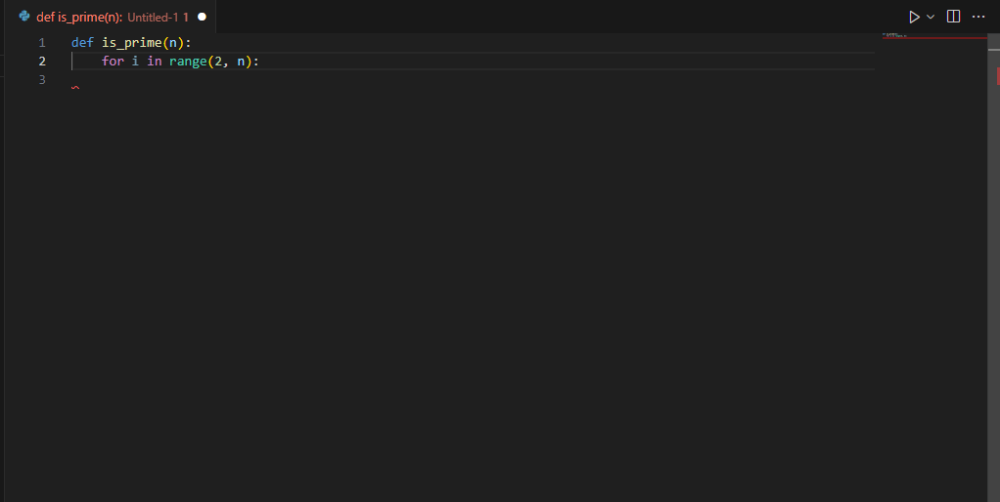 def is_prime(n): Untitled-1 1
1 def is_prime(n):
2 for i in range(2, n):
3